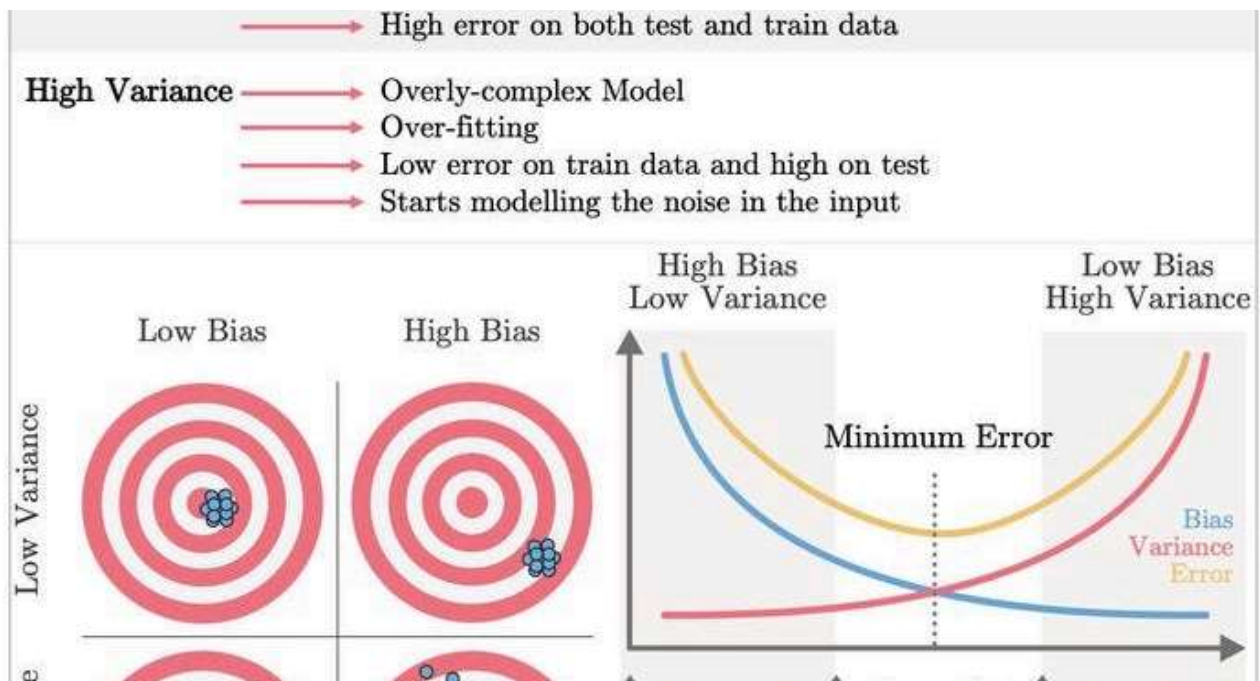 High error on both test and train data
High Variance
Overly-complex Model
Over-fitting
Low error on train data and high on test
Starts modelling the noise in the input
High Bias
Low Variance
Low Bias
High Variance
Low Bias
High Bias
Low Variance
Minimum Error
Bias
Variance
Error